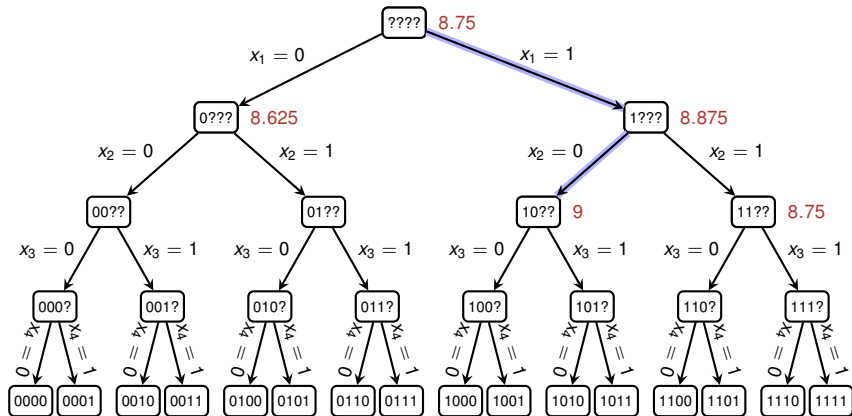 ???? 8.75
x₁ = 0 x₁ = 1
0??? 8.625 1??? 8.875
x₂ = 0 x₂ = 1 x₂ = 0 x₂ = 1
00?? 01?? 10?? 9 11?? 8.75
x₃ = 0 x₃ = 1 x₃ = 0 x₃ = 1 x₃ = 0 x₃ = 1 x₃ = 0 x₃ = 1
000? 001? 010? 011? 100? 101? 110? 111?
x₄ = 0 x₄ = 1 x₄ = 0 x₄ = 1 x₄ = 0 x₄ = 1 x₄ = 0 x₄ = 1 x₄ = 0 x₄ = 1 x₄ = 0 x₄ = 1 x₄ = 0 x₄ = 1 x₄ = 0 x₄ = 1
0000 0001 0010 0011 0100 0101 0110 0111 1000 1001 1010 1011 1100 1101 1110 1111